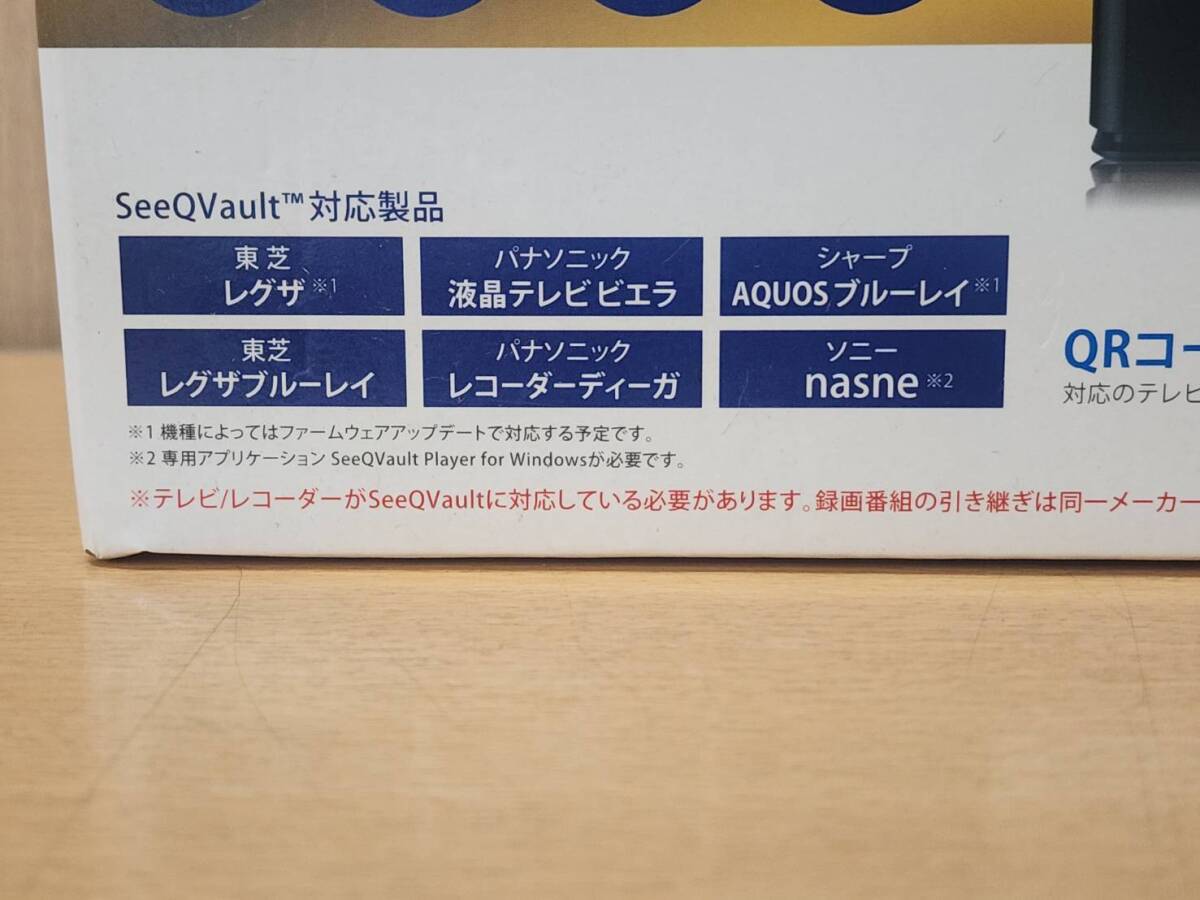 SeeQVault™対応製品
東芝
レグザ※1
パナソニック
液晶テレビ ビエラ
シャープ
AQUOSブルーレイ※1
東芝
レグザブルーレイ
パナソニック
レコーダーディーガ
ソニー
nasne ※2
※1 機種によってはファームウェアアップデートで対応する予定です。
※2 専用アプリケーション SeeQVault Player for Windowsが必要です。
※テレビ/レコーダーがSeeQVaultに対応している必要があります。録画番組の引き継ぎは同一メーカー
QRコー
対応のテレビ